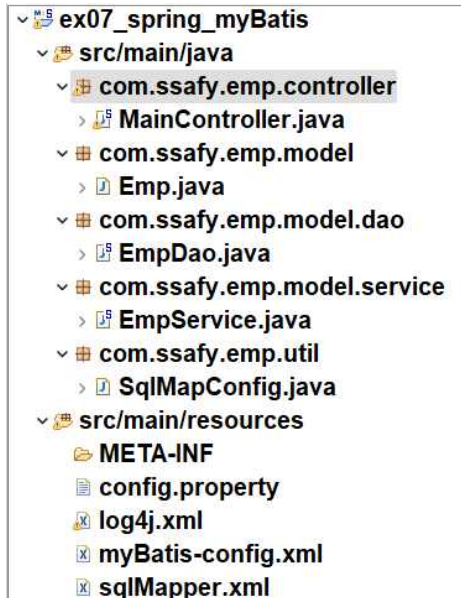 ex07_spring_myBatis
src/main/java
com.ssafy.emp.controller
MainController.java
com.ssafy.emp.model
Emp.java
com.ssafy.emp.model.dao
EmpDao.java
com.ssafy.emp.model.service
EmpService.java
com.ssafy.emp.util
SqlMapConfig.java
src/main/resources
META-INF
config.property
log4j.xml
myBatis-config.xml
sqlMapper.xml